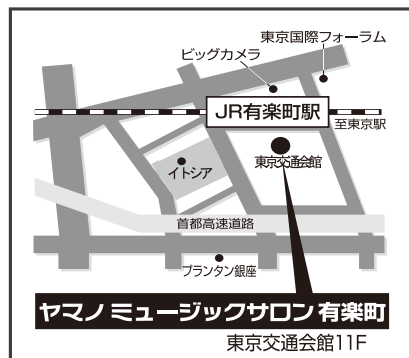 東京国際フォーラム
ビッグカメラ
JR有楽町駅
至東京駅
東京交通会館
イトシア
首都高速道路
プランタン銀座
ヤマノ ミュージックサロン 有楽町
東京交通会館11F